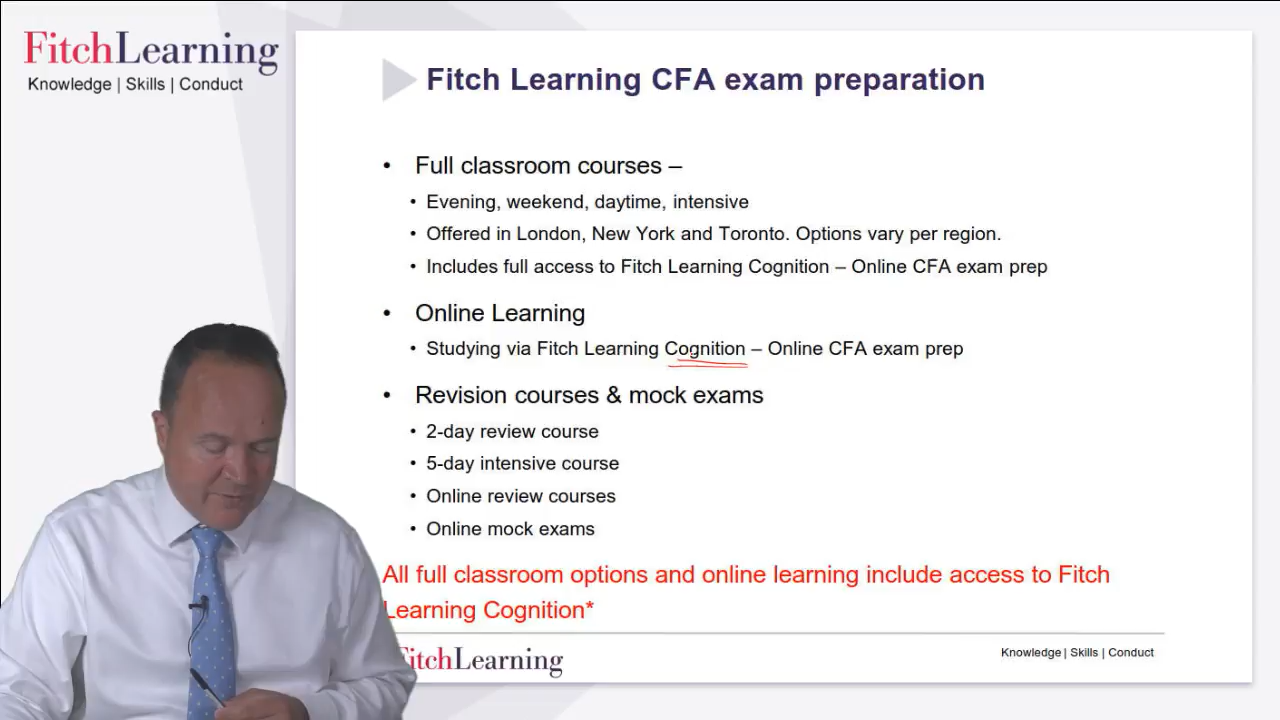 FitchLearning
Knowledge | Skills | Conduct
Fitch Learning CFA exam preparation
• Full classroom courses –
• Evening, weekend, daytime, intensive
• Offered in London, New York and Toronto. Options vary per region.
• Includes full access to Fitch Learning Cognition – Online CFA exam prep
• Online Learning
• Studying via Fitch Learning Cognition – Online CFA exam prep
• Revision courses & mock exams
• 2-day review course
• 5-day intensive course
• Online review courses
• Online mock exams
All full classroom options and online learning include access to Fitch
Learning Cognition*
FitchLearning
Knowledge | Skills | Conduct